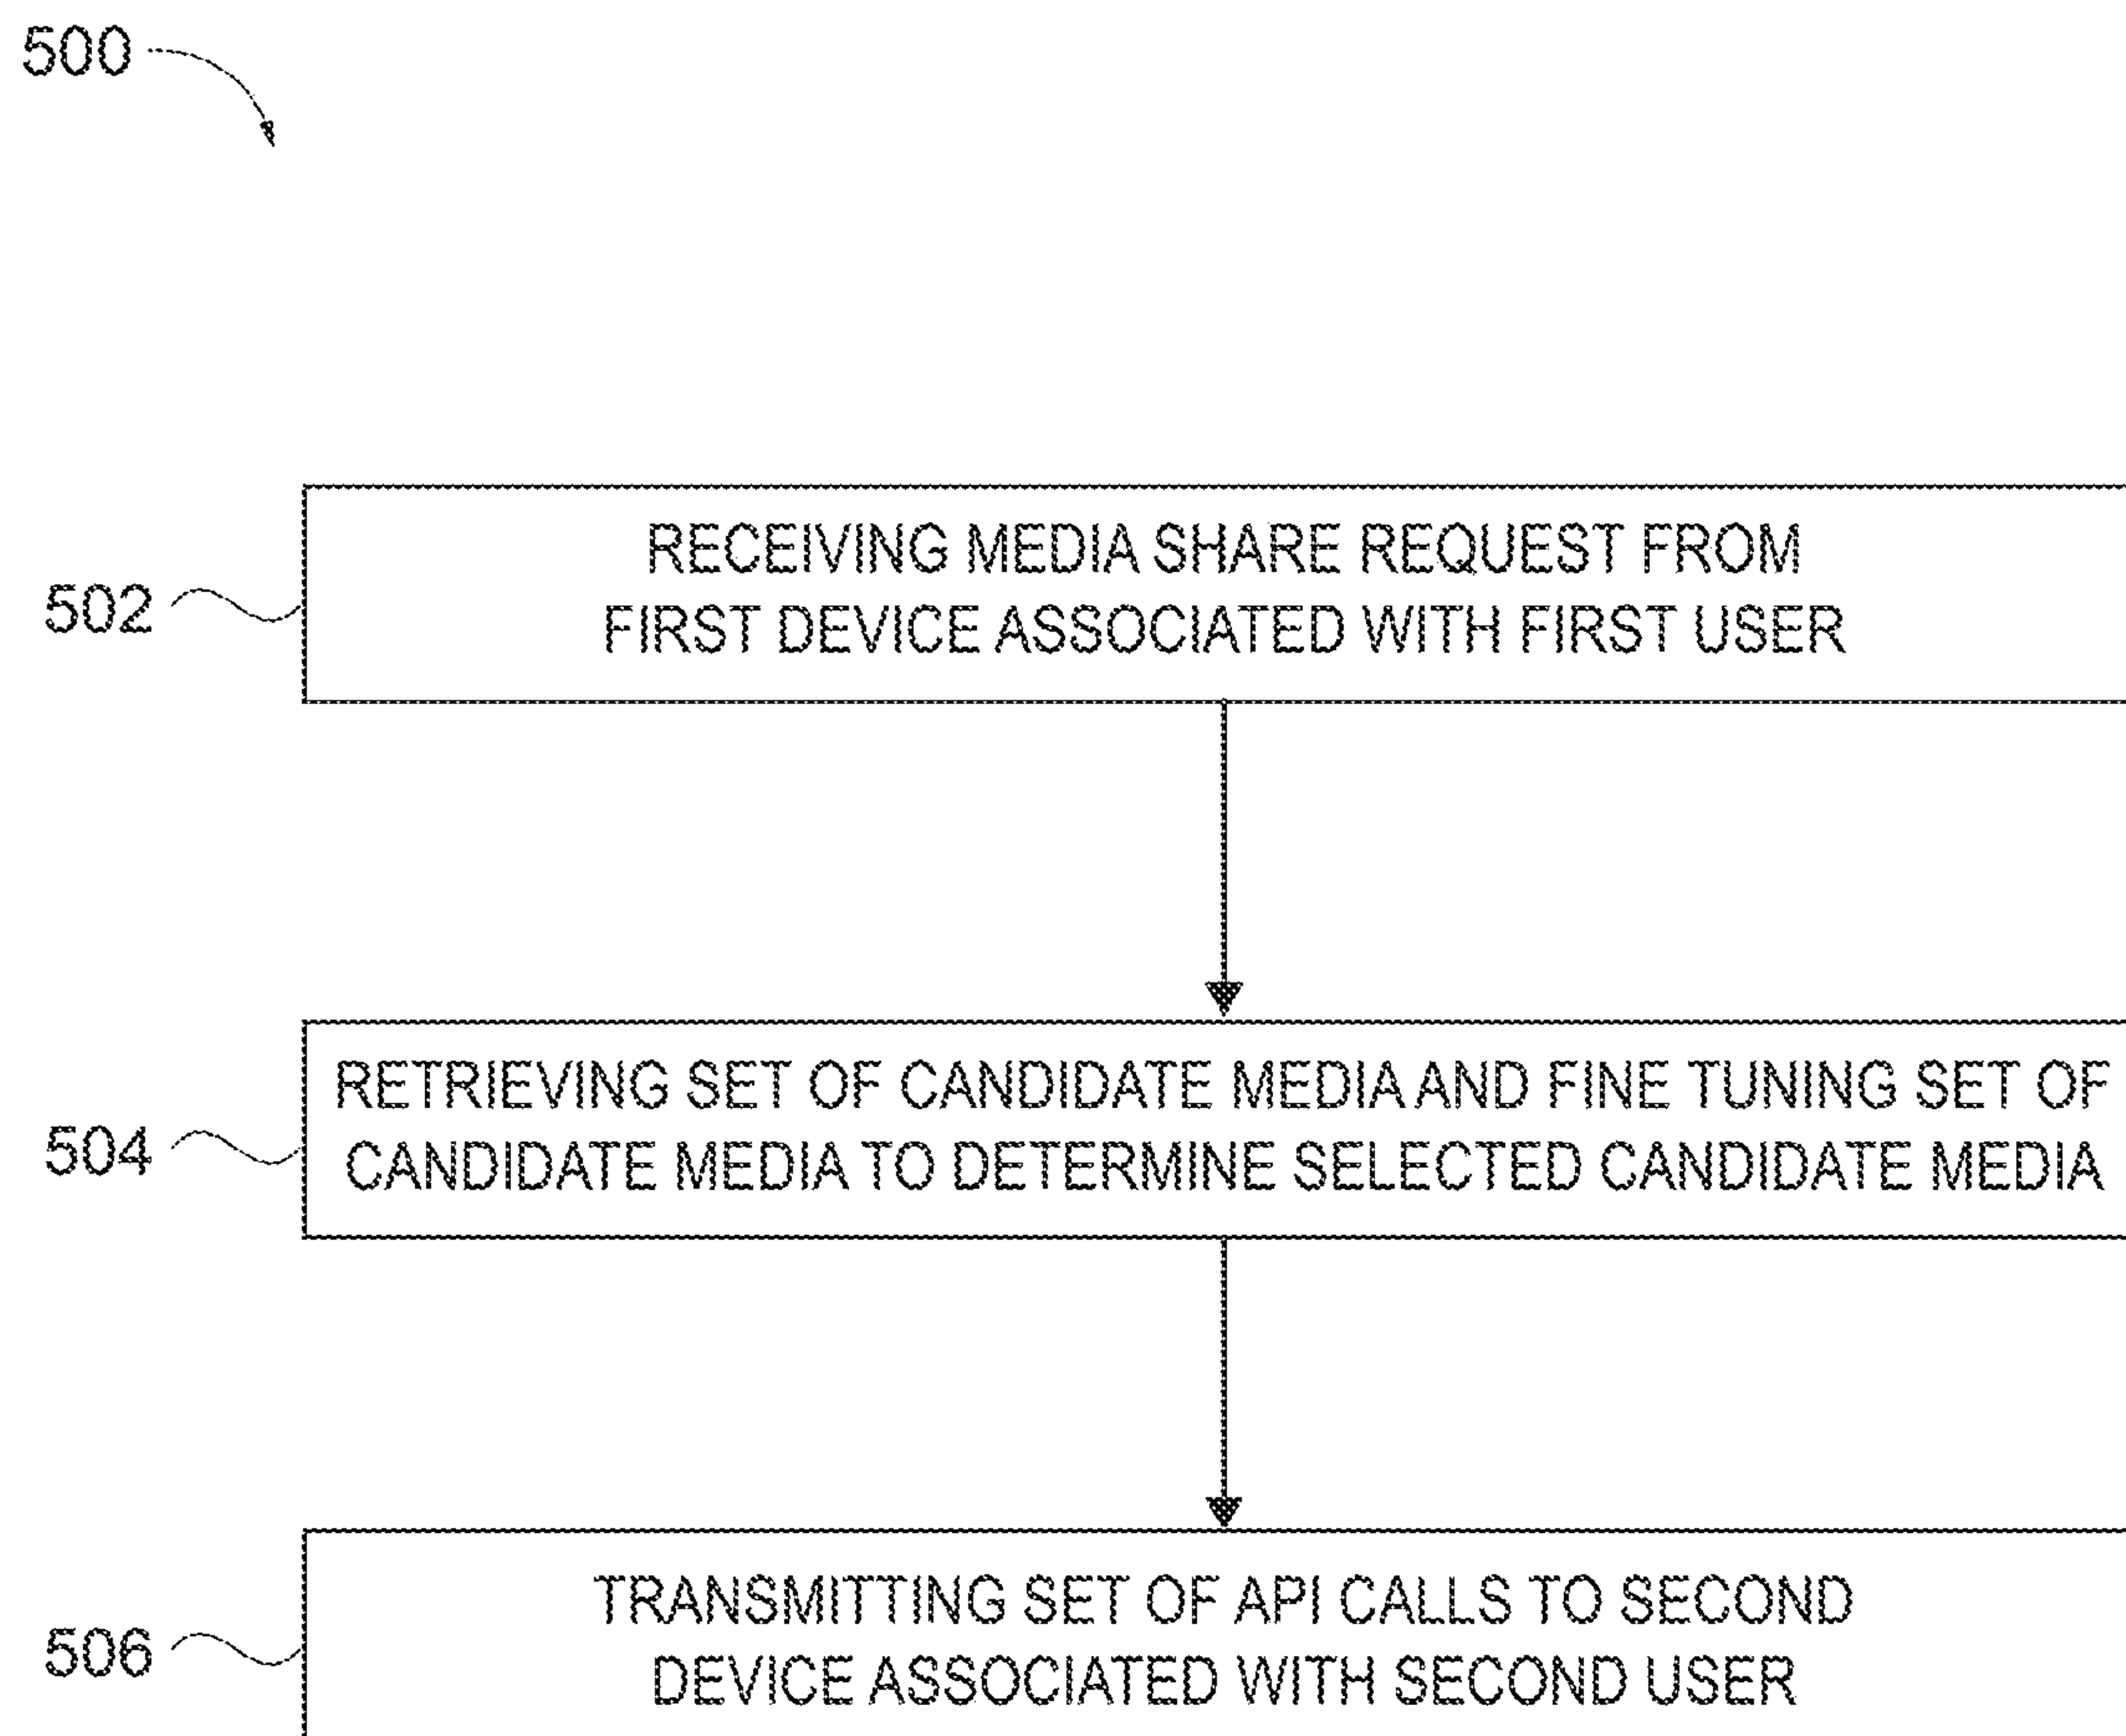 500
502
RECEIVING MEDIA SHARE REQUEST FROM
FIRST DEVICE ASSOCIATED WITH FIRST USER
504
RETRIEVING SET OF CANDIDATE MEDIA AND FINE TUNING SET OF
CANDIDATE MEDIA TO DETERMINE SELECTED CANDIDATE MEDIA
506
TRANSMITTING SET OF API CALLS TO SECOND
DEVICE ASSOCIATED WITH SECOND USER